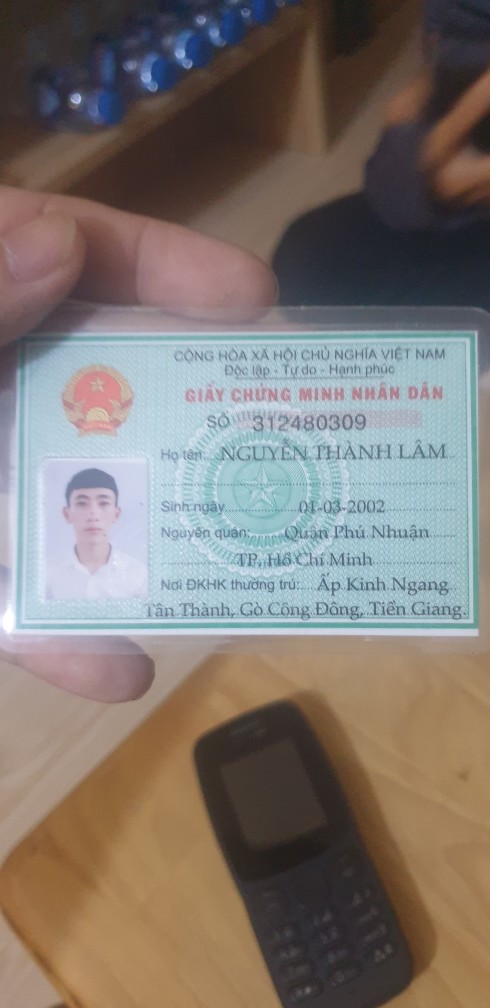 CỘNG HÒA XÃ HỘI CHỦ NGHĨA VIỆT NAM
Độc lập - Tự do - Hạnh phúc
GIẤY CHỨNG MINH NHÂN DÂN
SỐ 312480309
Họ tên: NGUYỄN THÀNH LÂM
Sinh ngày 01-03-2002
Nguyên quán: Quận Phú Nhuận
TP. Hồ Chí Minh
Nơi ĐKHK thường trú: Ấp Kinh Ngang
Tân Thành, Gò Công Đông, Tiền Giang.